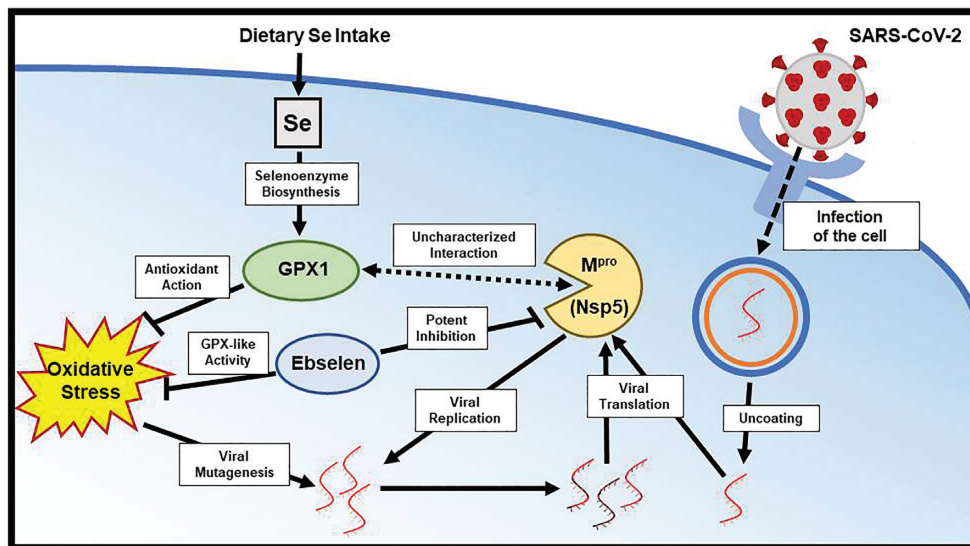 Dietary Se Intake
SARS-CoV-2
Se
Selenoenzyme
Biosynthesis
Infection
of the cell
Uncharacterized
Interaction
GPX1
Mpro
(Nsp5)
Antioxidant
Action
GPX-like
Activity
Potent
Inhibition
Ebselen
Oxidative
Stress
Viral
Replication
Viral
Translation
Uncoating
Viral
Mutagenesis